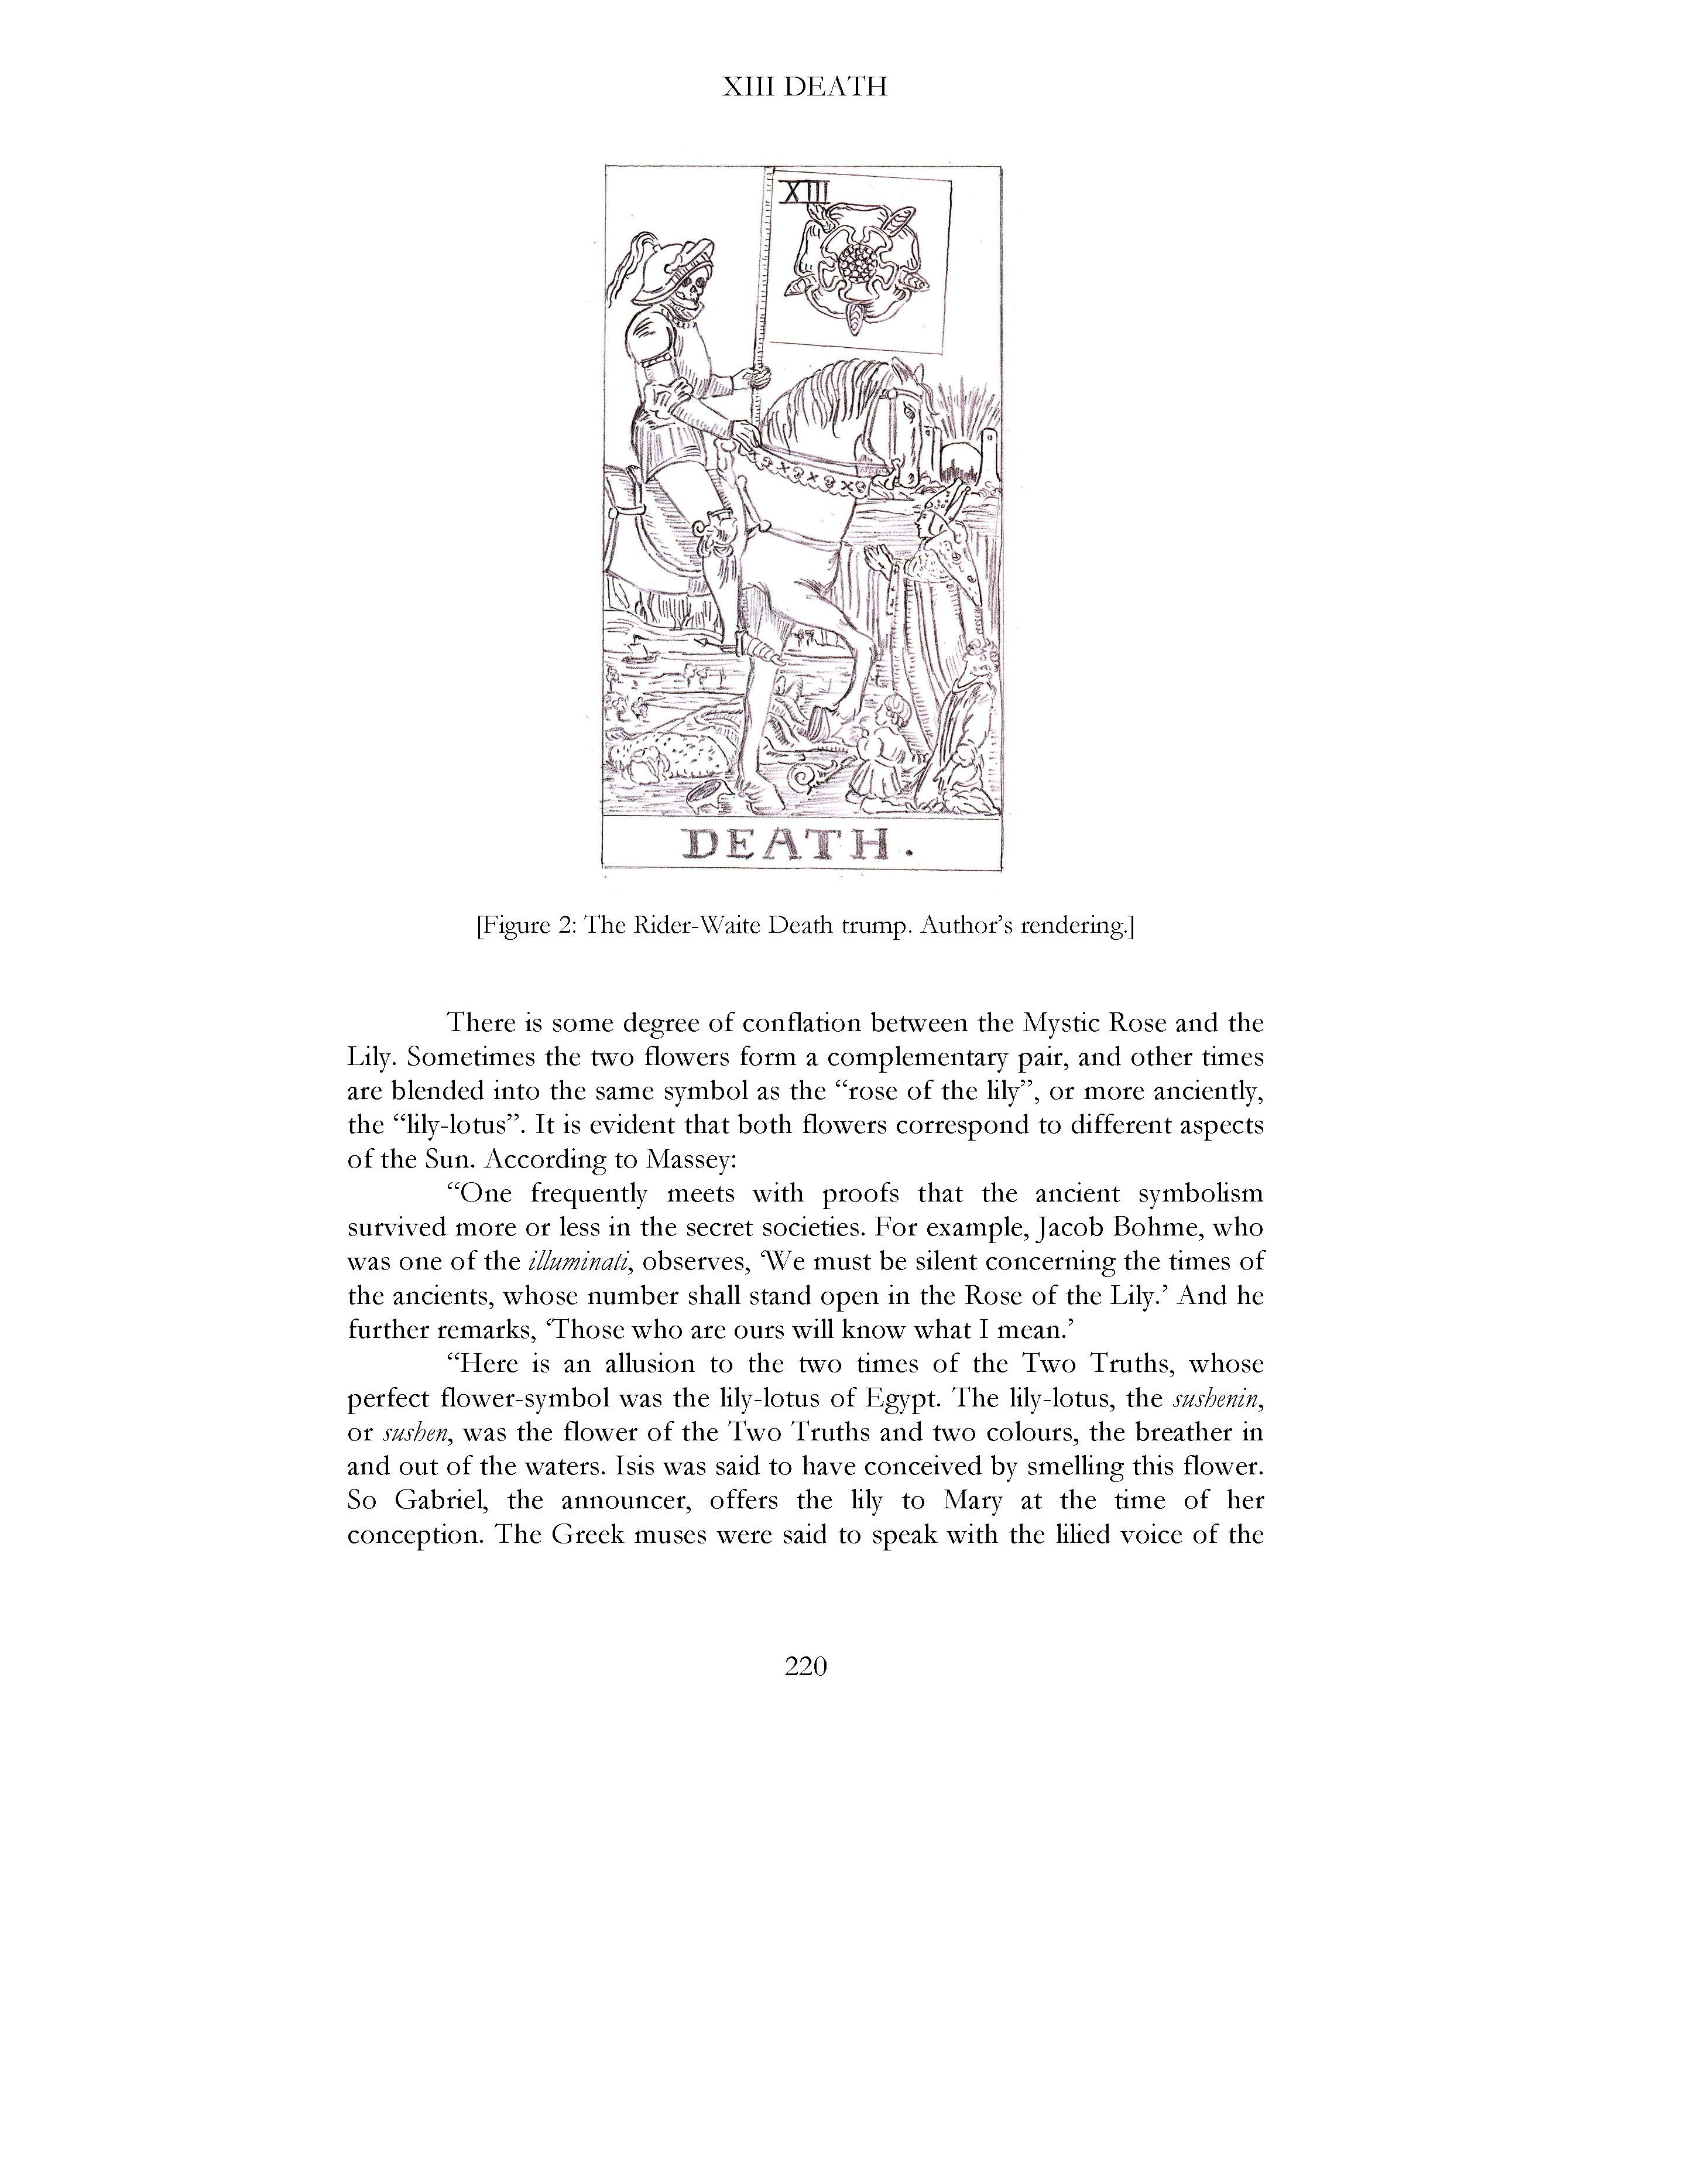 XIII DEATH
XIII
DEATH.
[Figure 2: The Rider-Waite Death trump. Author’s rendering.]
There is some degree of conflation between the Mystic Rose and the
Lily. Sometimes the two flowers form a complementary pair, and other times
are blended into the same symbol as the “rose of the lily”, or more anciently,
the “lily-lotus”. It is evident that both flowers correspond to different aspects
of the Sun. According to Massey:
“One frequently meets with proofs that the ancient symbolism
survived more or less in the secret societies. For example, Jacob Bohme, who
was one of the illuminati, observes, ‘We must be silent concerning the times of
the ancients, whose number shall stand open in the Rose of the Lily.’ And he
further remarks, ‘Those who are ours will know what I mean.’
“Here is an allusion to the two times of the Two Truths, whose
perfect flower-symbol was the lily-lotus of Egypt. The lily-lotus, the sushenin,
or sushen, was the flower of the Two Truths and two colours, the breather in
and out of the waters. Isis was said to have conceived by smelling this flower.
So Gabriel, the announcer, offers the lily to Mary at the time of her
conception. The Greek muses were said to speak with the lilied voice of the
220